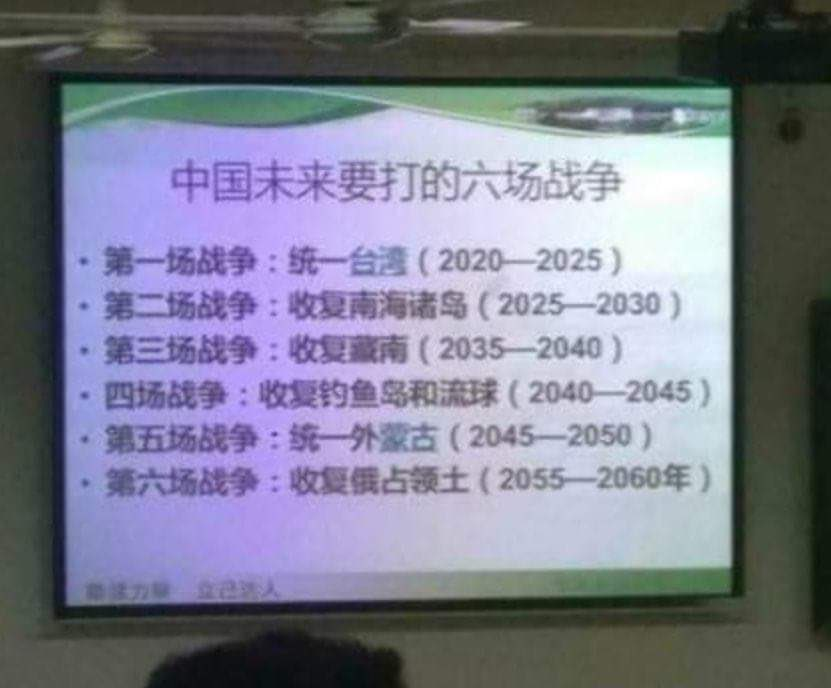 中国未来要打的六场战争
• 第一场战争：统一台湾（2020—2025）
• 第二场战争：收复南海诸岛（2025—2030）
• 第三场战争：收复藏南（2035—2040）
• 四场战争：收复钓鱼岛和流球（2040—2045）
• 第五场战争：统一外蒙古（2045—2050）
• 第六场战争：收复俄占领土（2055—2060年）
立己达人